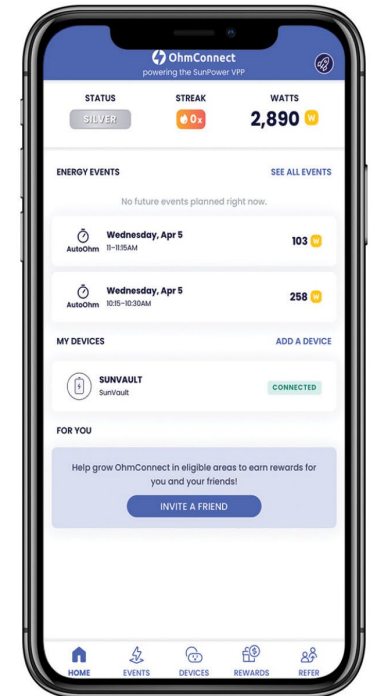 OhmConnect
powering the SunPower VPP
STATUS STREAK WATTS
SILVER 0x 2,890 W
ENERGY EVENTS SEE ALL EVENTS
No future events planned right now.
Wednesday, Apr 5
AutoOhm 11-11:15AM 103 W
Wednesday, Apr 5
AutoOhm 10:15-10:30AM 258 W
MY DEVICES ADD A DEVICE
SUNVAULT
SunVault CONNECTED
FOR YOU
Help grow OhmConnect in eligible areas to earn rewards for
you and your friends!
INVITE A FRIEND
HOME EVENTS DEVICES REWARDS REFER